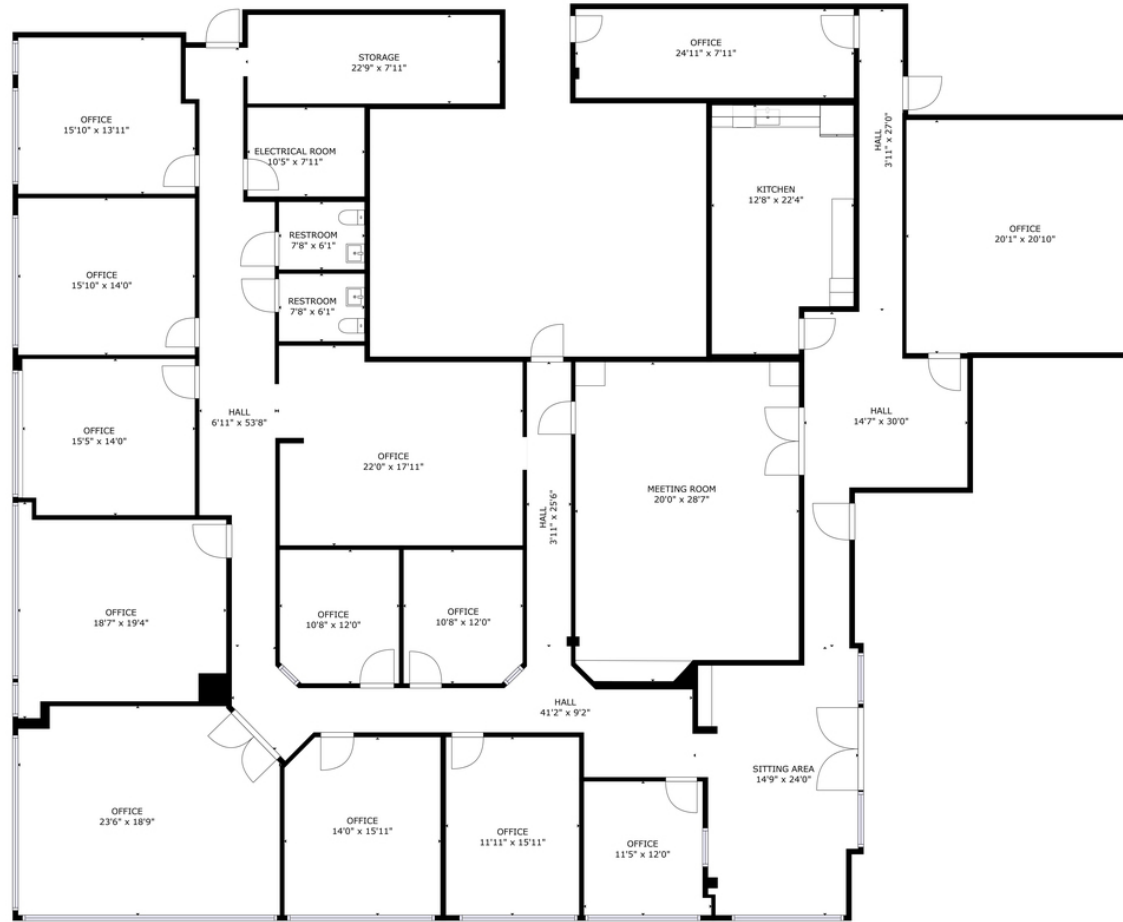 STORAGE
22'9" x 7'11"
OFFICE
24'11" x 7'11"
OFFICE
15'10" x 13'11"
ELECTRICAL ROOM
10'5" x 7'11"
HALL
3'11" x 27'0"
KITCHEN
12'8" x 22'4"
RESTROOM
7'8" x 6'1"
OFFICE
20'1" x 20'10"
OFFICE
15'10" x 14'0"
RESTROOM
7'8" x 6'1"
HALL
6'11" x 53'8"
HALL
14'7" x 30'0"
OFFICE
15'5" x 14'0"
OFFICE
22'0" x 17'11"
MEETING ROOM
20'0" x 28'7"
HALL
3'11" x 25'6"
OFFICE
18'7" x 19'4"
OFFICE
10'8" x 12'0"
OFFICE
10'8" x 12'0"
HALL
41'2" x 9'2"
SITTING AREA
14'9" x 24'0"
OFFICE
23'6" x 18'9"
OFFICE
14'0" x 15'11"
OFFICE
11'11" x 15'11"
OFFICE
11'5" x 12'0"